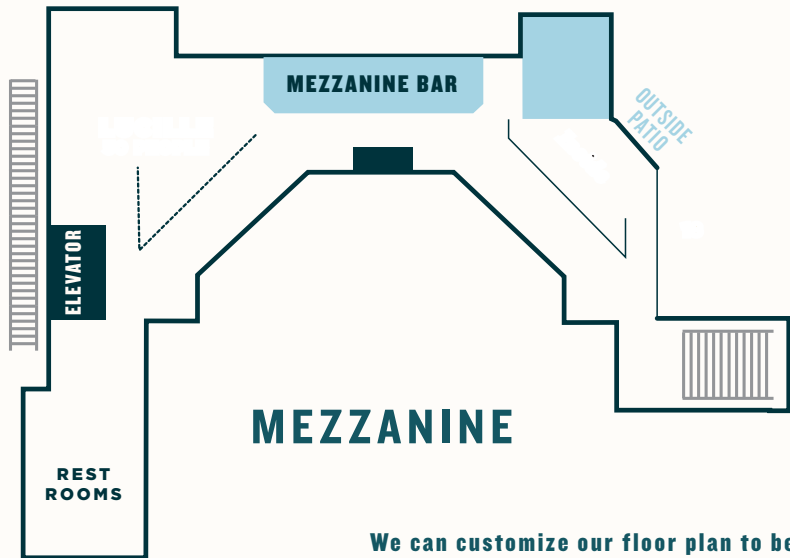 MEZZANINE BAR
OUTSIDE
PATIO
ELEVATOR
MEZZANINE
REST
ROOMS
We can customize our floor plan to be